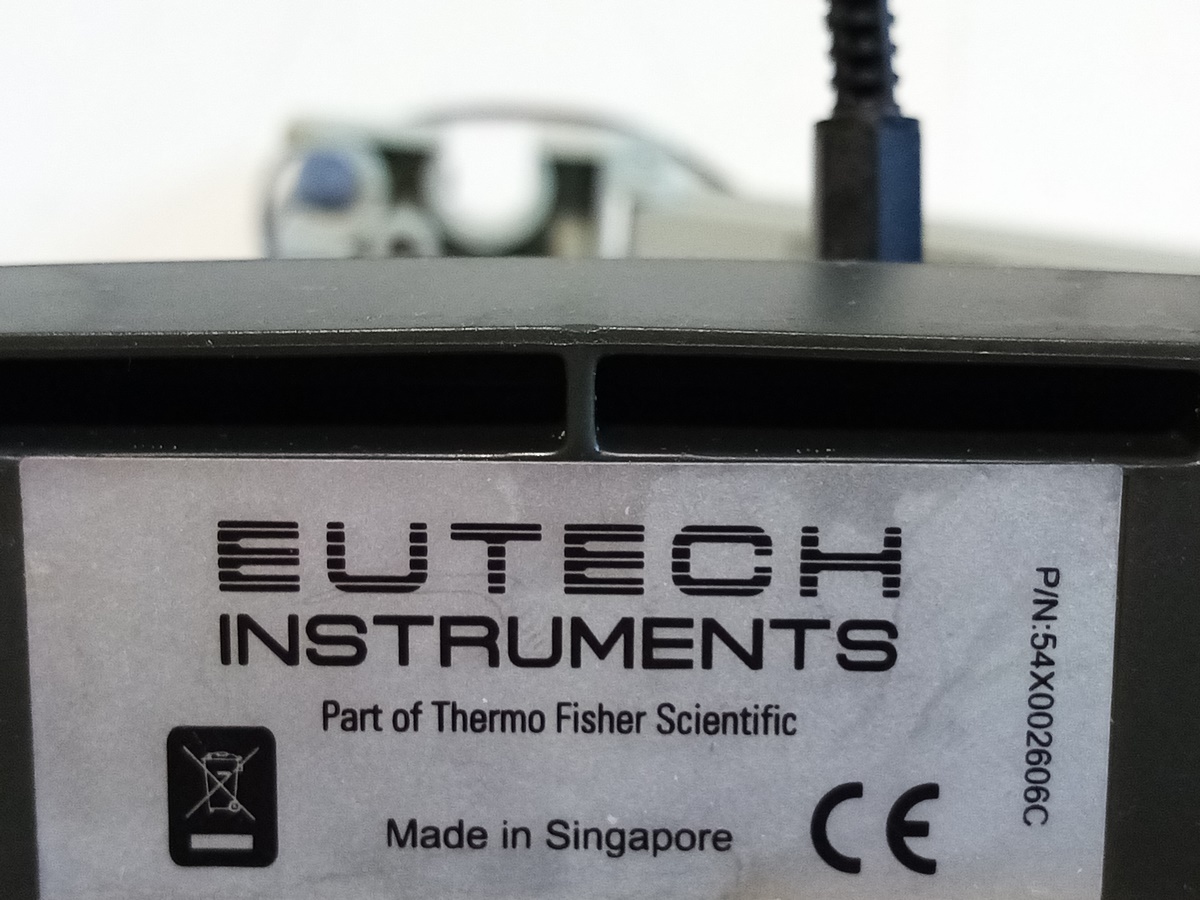 EUTECH
INSTRUMENTS
Part of Thermo Fisher Scientific
Made in Singapore
CE
P/N:54X002606C